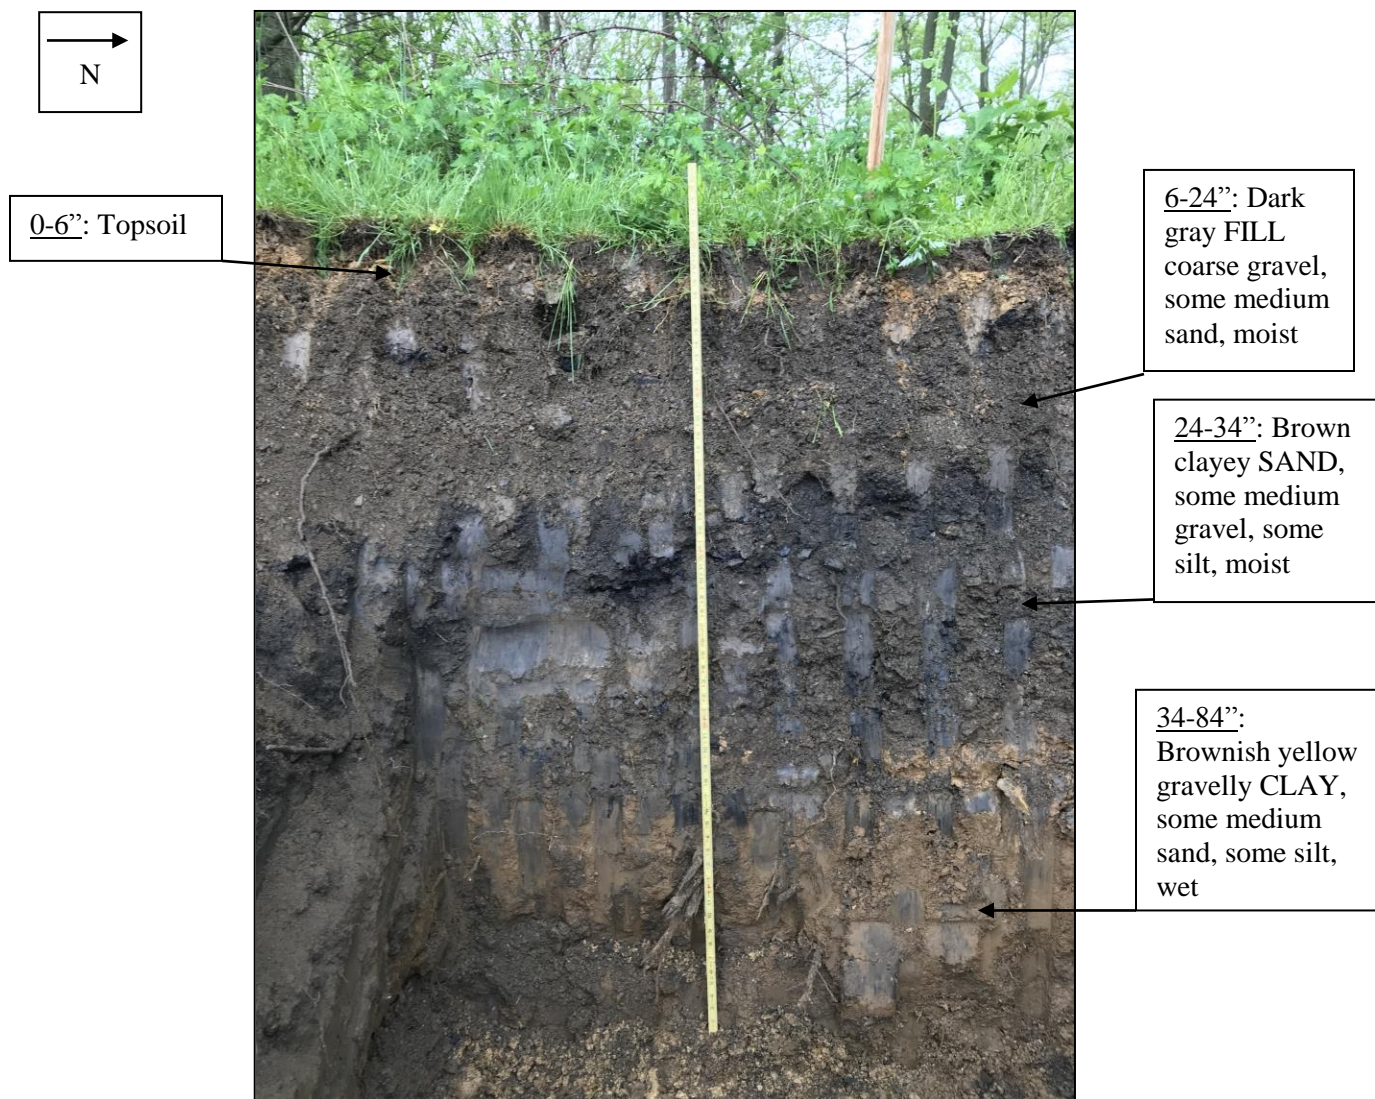 N
0-6”: Topsoil
6-24”: Dark
gray FILL
coarse gravel,
some medium
sand, moist
24-34”: Brown
clayey SAND,
some medium
gravel, some
silt, moist
34-84”:
Brownish yellow
gravelly CLAY,
some medium
sand, some silt,
wet